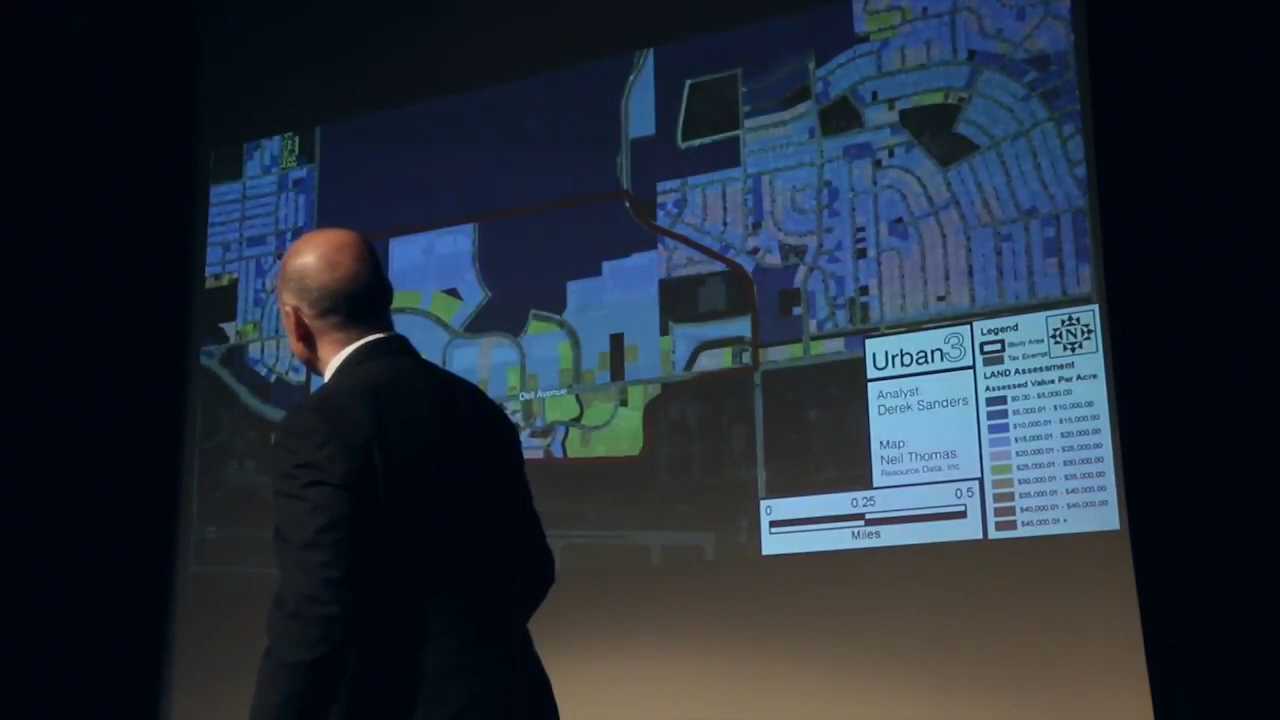 Dell Avenue
Urban3
Analyst:
Derek Sanders
Map:
Neil Thomas
Resource Data, Inc.
0 0.25 0.5
Miles
Legend
Study Area
Tax Exempt
N
LAND Assessment
Assessed Value Per Acre
$0.00 - $5,000.00
$5,000.01 - $10,000.00
$10,000.01 - $15,000.00
$15,000.01 - $20,000.00
$20,000.01 - $25,000.00
$25,000.01 - $30,000.00
$30,000.01 - $35,000.00
$35,000.01 - $40,000.00
$40,000.01 - $45,000.00
$45,000.01 +